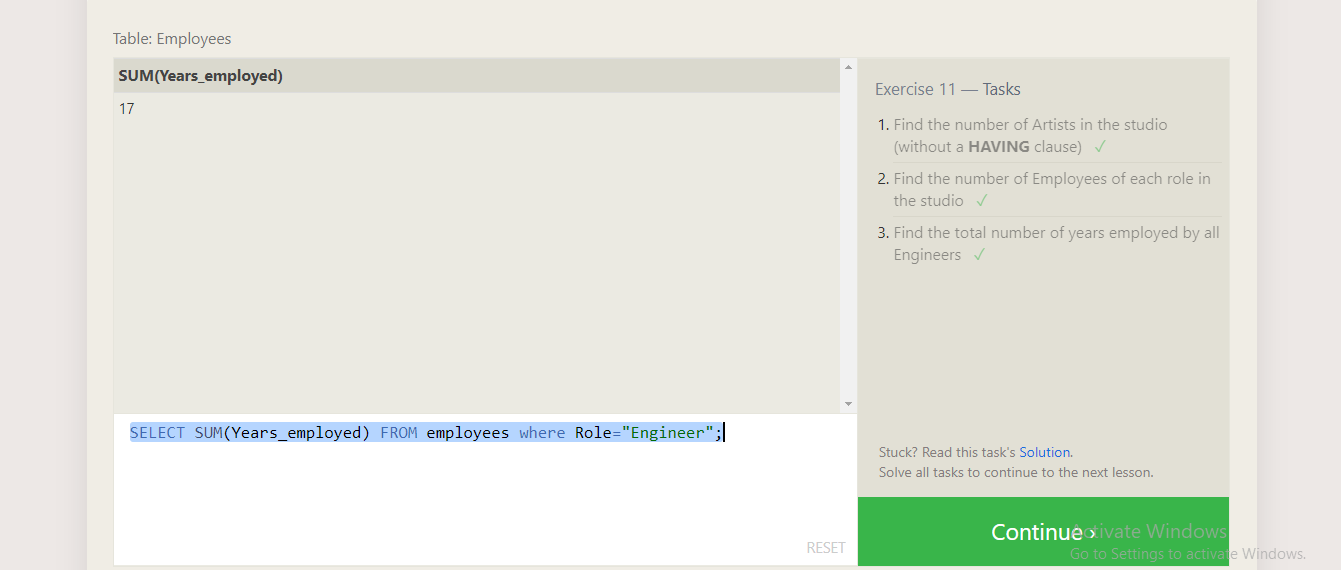 Table: Employees
SUM(Years_employed)
17
SELECT SUM(Years_employed) FROM employees where Role="Engineer";
RESET
Exercise 11 — Tasks
1. Find the number of Artists in the studio
(without a HAVING clause) ✓
2. Find the number of Employees of each role in
the studio ✓
3. Find the total number of years employed by all
Engineers ✓
Stuck? Read this task's Solution.
Solve all tasks to continue to the next lesson.
Continue ›
Activate Windows
Go to Settings to activate Windows.